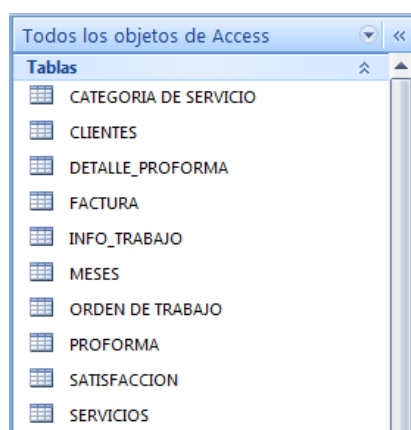 Todos los objetos de Access
Tablas
CATEGORIA DE SERVICIO
CLIENTES
DETALLE_PROFORMA
FACTURA
INFO_TRABAJO
MESES
ORDEN DE TRABAJO
PROFORMA
SATISFACCION
SERVICIOS